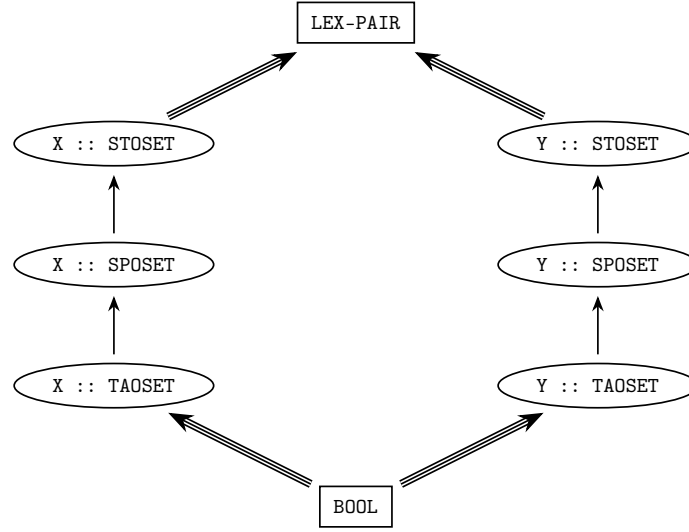 LEX-PAIR
X :: STOSET
Y :: STOSET
X :: SPOSET
Y :: SPOSET
X :: TAOSET
Y :: TAOSET
BOOL